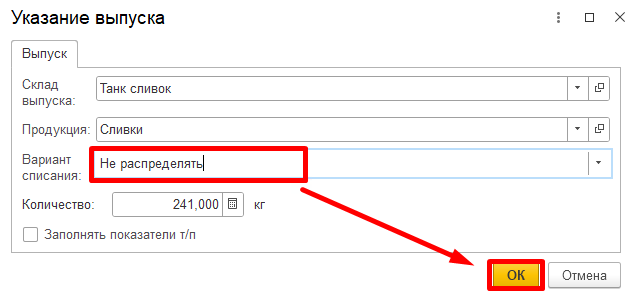 Указание выпуска
Выпуск
Склад
выпуска:
Танк сливок
Продукция:
Сливки
Вариант
списания:
Не распределять
Количество:
241,000
кг
Заполнять показатели т/п
ОК
Отмена